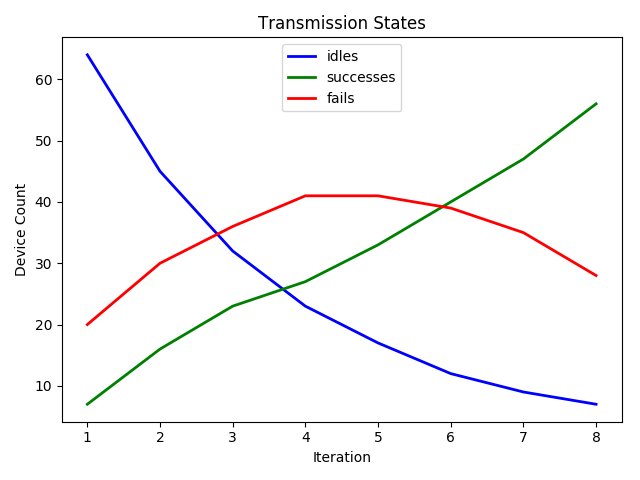 Transmission States
idles
successes
fails
60
50
40
30
20
10
Device Count
1 2 3 4 5 6 7 8
Iteration